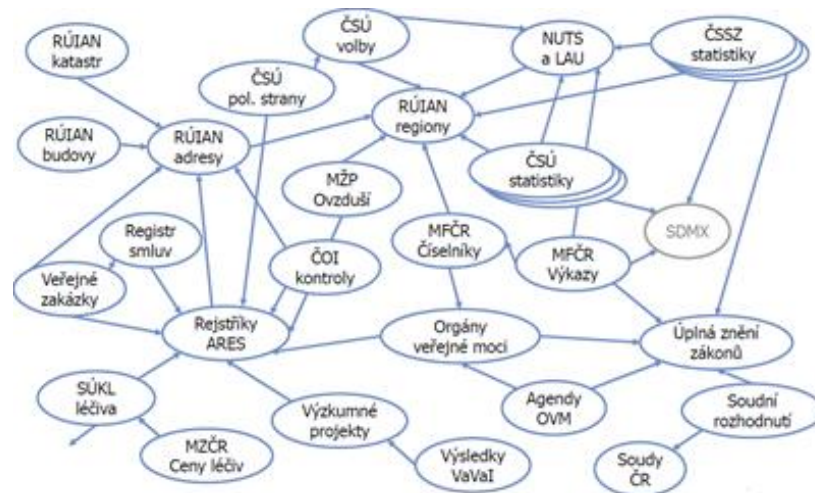 RÚIAN
katastr
ČSÚ
volby
NUTS
a LAU
ČSSZ
statistiky
ČSÚ
pol. strany
RÚIAN
regiony
RÚIAN
budovy
RÚIAN
adresy
MŽP
Ovzduší
ČSÚ
statistiky
Registr
smluv
ČOI
kontroly
MFČR
Číselníky
MFČR
Výkazy
SDMX
Veřejné
zakázky
Rejstříky
ARES
Orgány
veřejné moci
Úplná znění
zákonů
SÚKL
léčiva
Výzkumné
projekty
Agendy
OVM
Soudní
rozhodnutí
MZČR
Ceny léčiv
Výsledky
VaVaI
Soudy
ČR